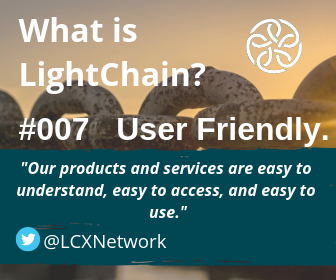 What is
LightChain?
#007 User Friendly.
"Our products and services are easy to
understand, easy to access, and easy to
use."
@LCXNetwork